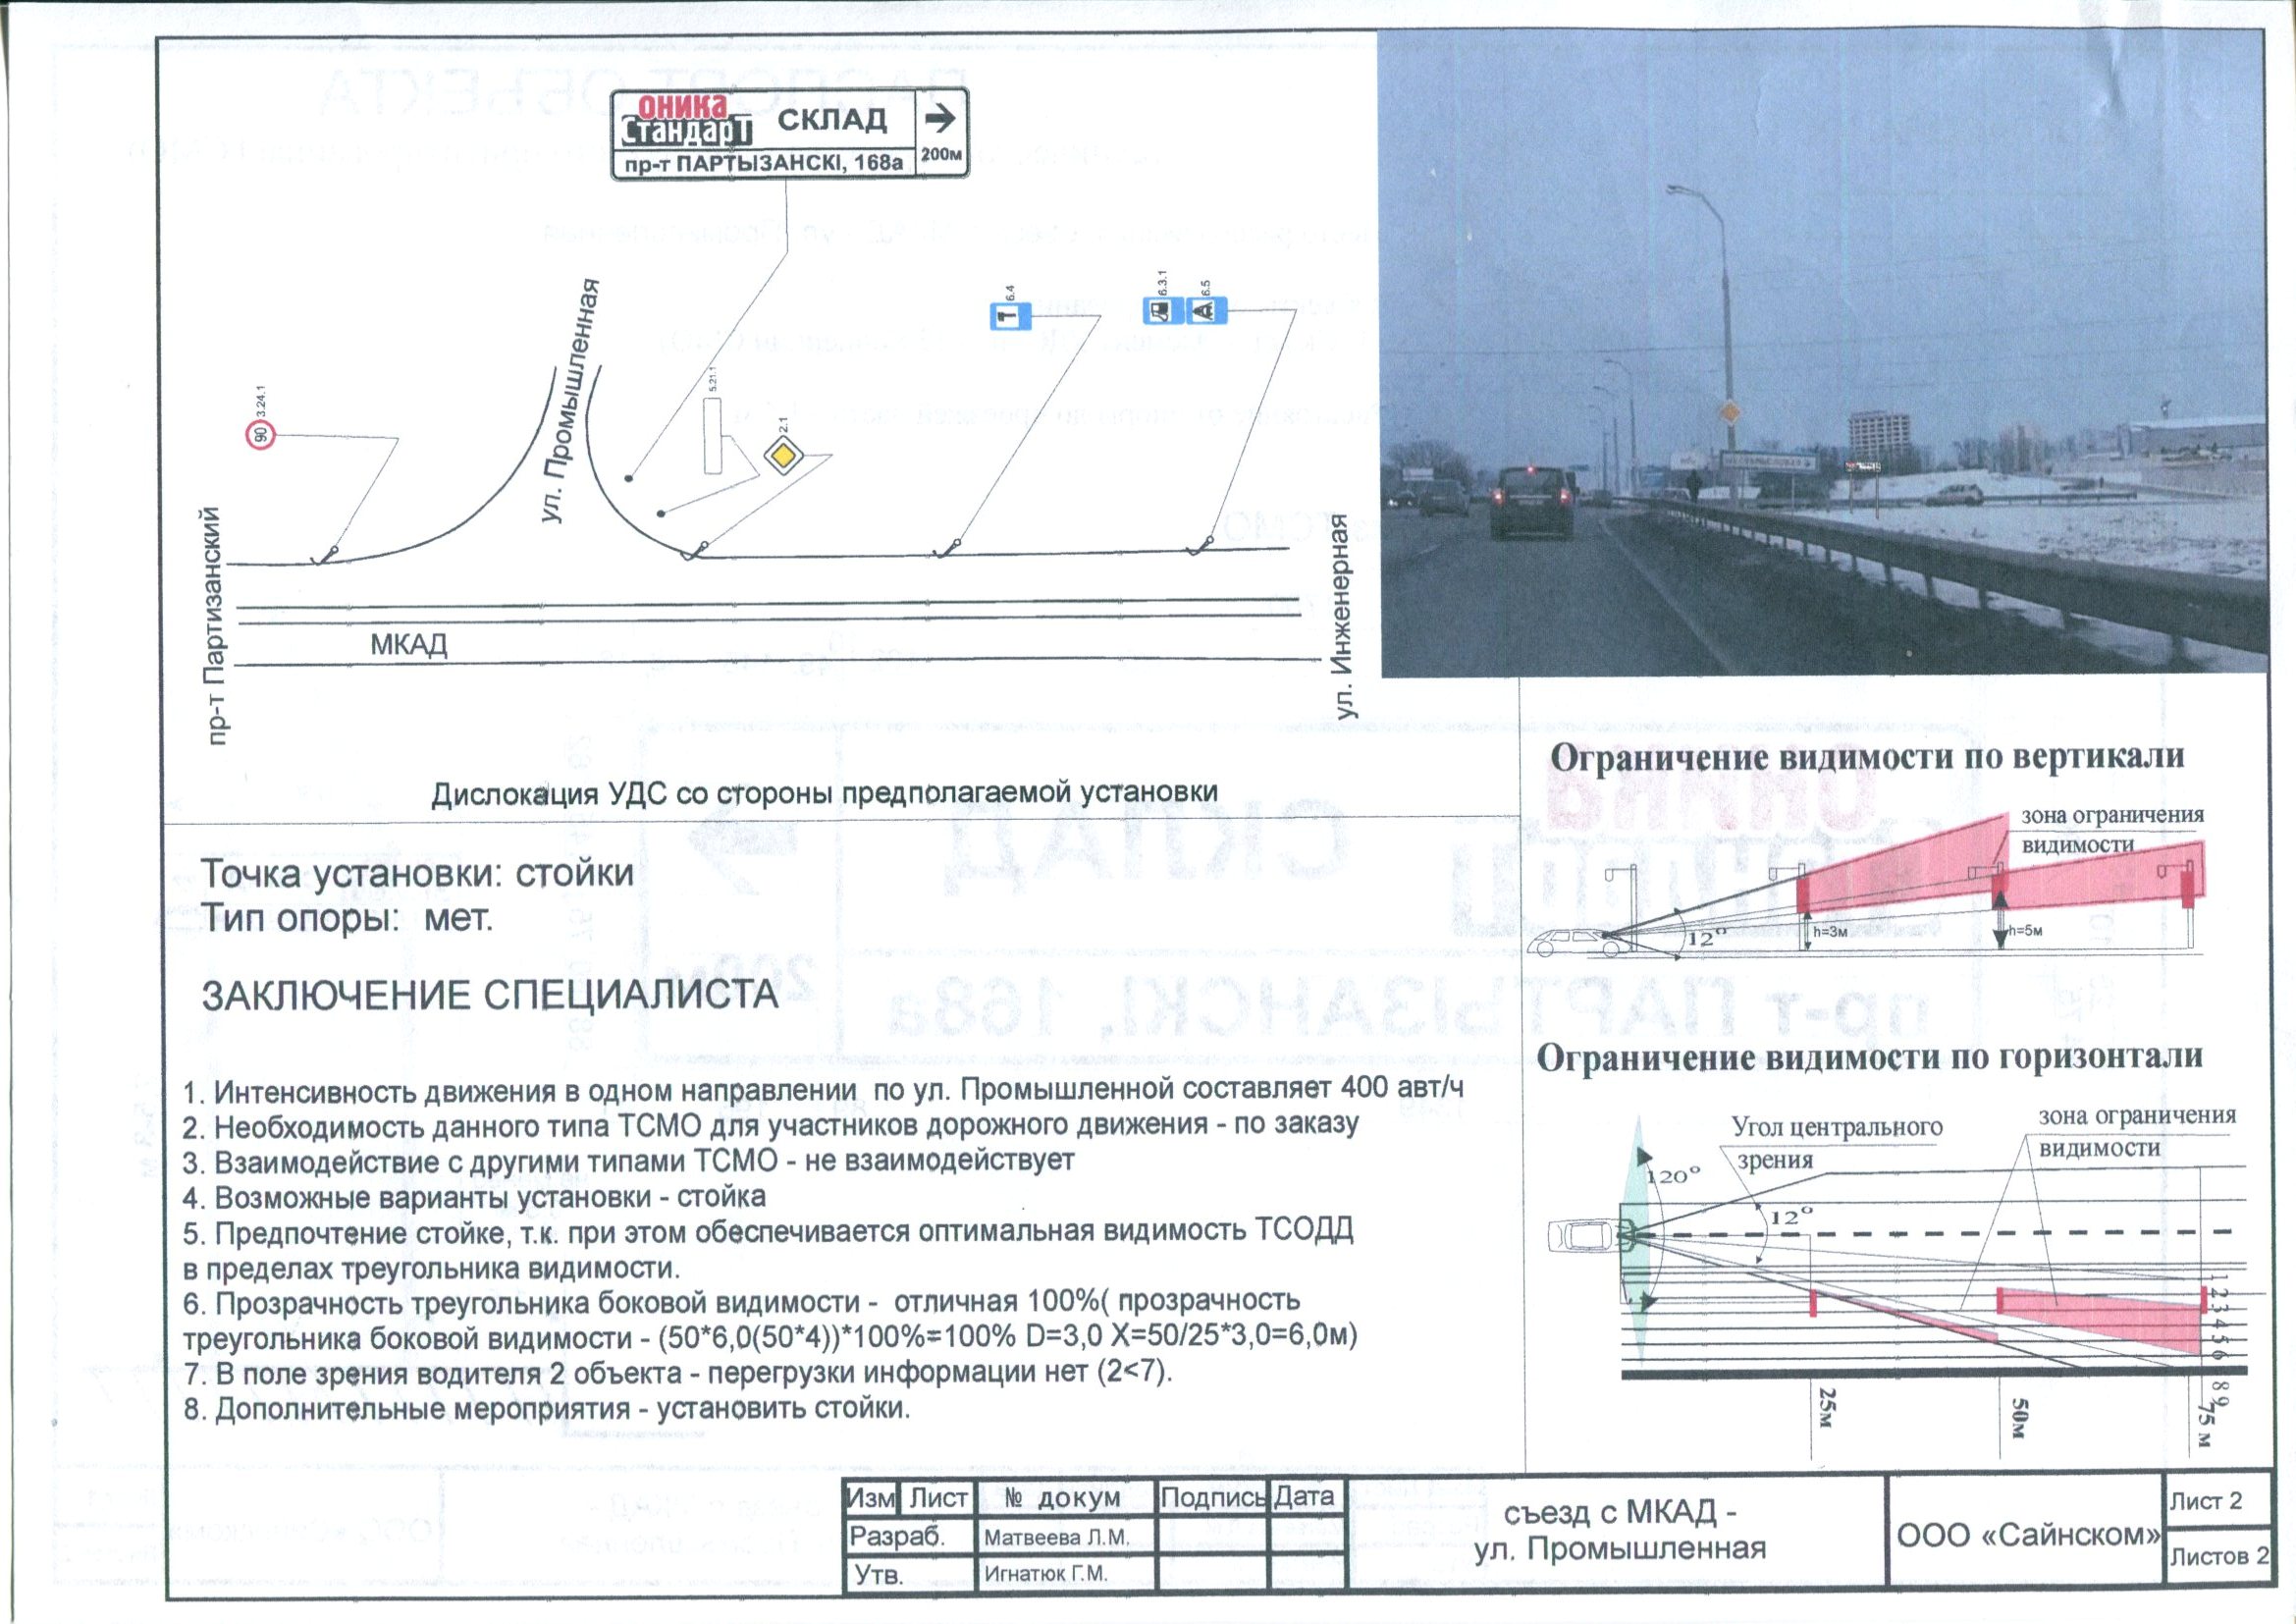 оника
Стандарт
СКЛАД
200м
пр-т ПАРТЫЗАНСКІ, 168а
ул. Промышленная
6.4
6.3.1
6.5
3.24.1
90
5.21.1
2.1
пр-т Партизанский
МКАД
ул. Инженерная
Дислокация УДС со стороны предполагаемой установки
Точка установки: стойки
Тип опоры: мет.
ЗАКЛЮЧЕНИЕ СПЕЦИАЛИСТА
1. Интенсивность движения в одном направлении по ул. Промышленной составляет 400 авт/ч
2. Необходимость данного типа ТСМО для участников дорожного движения - по заказу
3. Взаимодействие с другими типами ТСМО - не взаимодействует
4. Возможные варианты установки - стойка
5. Предпочтение стойке, т.к. при этом обеспечивается оптимальная видимость ТСОДД
в пределах треугольника видимости.
6. Прозрачность треугольника боковой видимости - отличная 100%( прозрачность
треугольника боковой видимости - (50*6,0(50*4))*100%=100% D=3,0 X=50/25*3,0=6,0м)
7. В поле зрения водителя 2 объекта - перегрузки информации нет (2<7).
8. Дополнительные мероприятия - установить стойки.
Ограничение видимости по вертикали
зона ограничения
видимости
12°
h=3м
h=5м
Ограничение видимости по горизонтали
Угол центрального
зрения
зона ограничения
видимости
120°
12°
1
2
3
4
5
6
8
9
25м
50м
75 м
Изм Лист № докум Подпись Дата
Разраб. Матвеева Л.М.
Утв. Игнатюк Г.М.
съезд с МКАД -
ул. Промышленная
ООО «Сайнском»
Лист 2
Листов 2